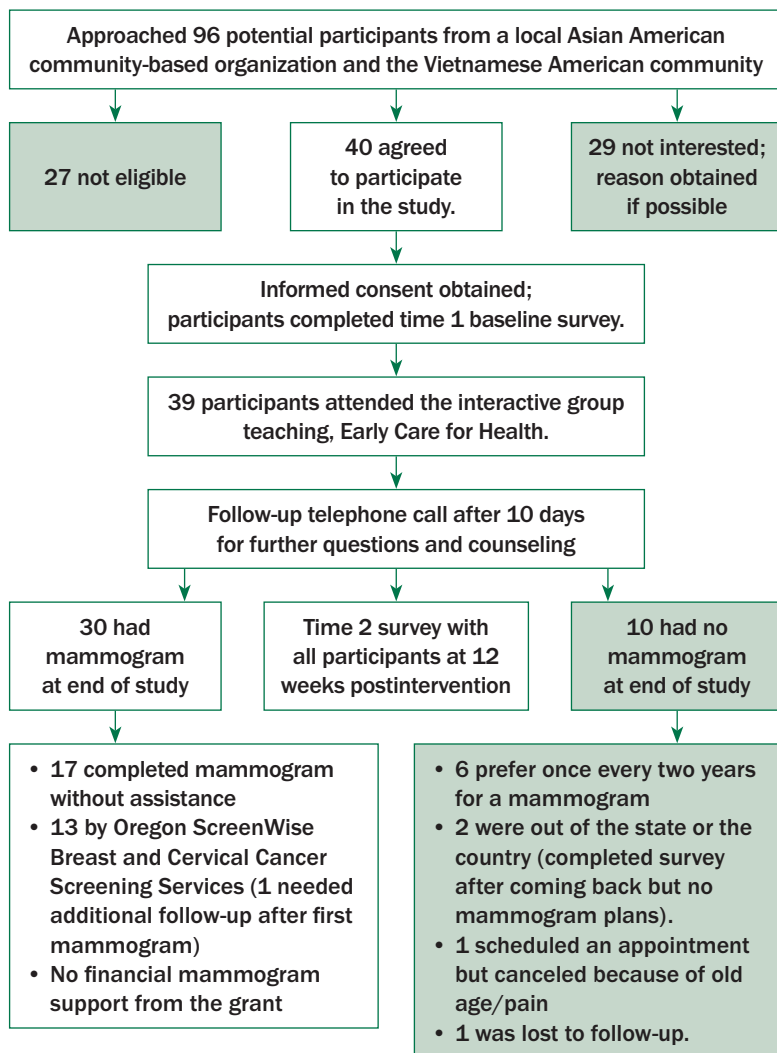 Approached 96 potential participants from a local Asian American
community-based organization and the Vietnamese American community
27 not eligible
40 agreed
to participate
in the study.
29 not interested;
reason obtained
if possible
Informed consent obtained;
participants completed time 1 baseline survey.
39 participants attended the interactive group
teaching, Early Care for Health.
Follow-up telephone call after 10 days
for further questions and counseling
30 had
mammogram
at end of study
Time 2 survey with
all participants at 12
weeks postintervention
10 had no
mammogram
at end of study
• 17 completed mammogram
without assistance
• 13 by Oregon ScreenWise
Breast and Cervical Cancer
Screening Services (1 needed
additional follow-up after first
mammogram)
• No financial mammogram
support from the grant
• 6 prefer once every two years
for a mammogram
• 2 were out of the state or the
country (completed survey
after coming back but no
mammogram plans).
• 1 scheduled an appointment
but canceled because of old
age/pain
• 1 was lost to follow-up.